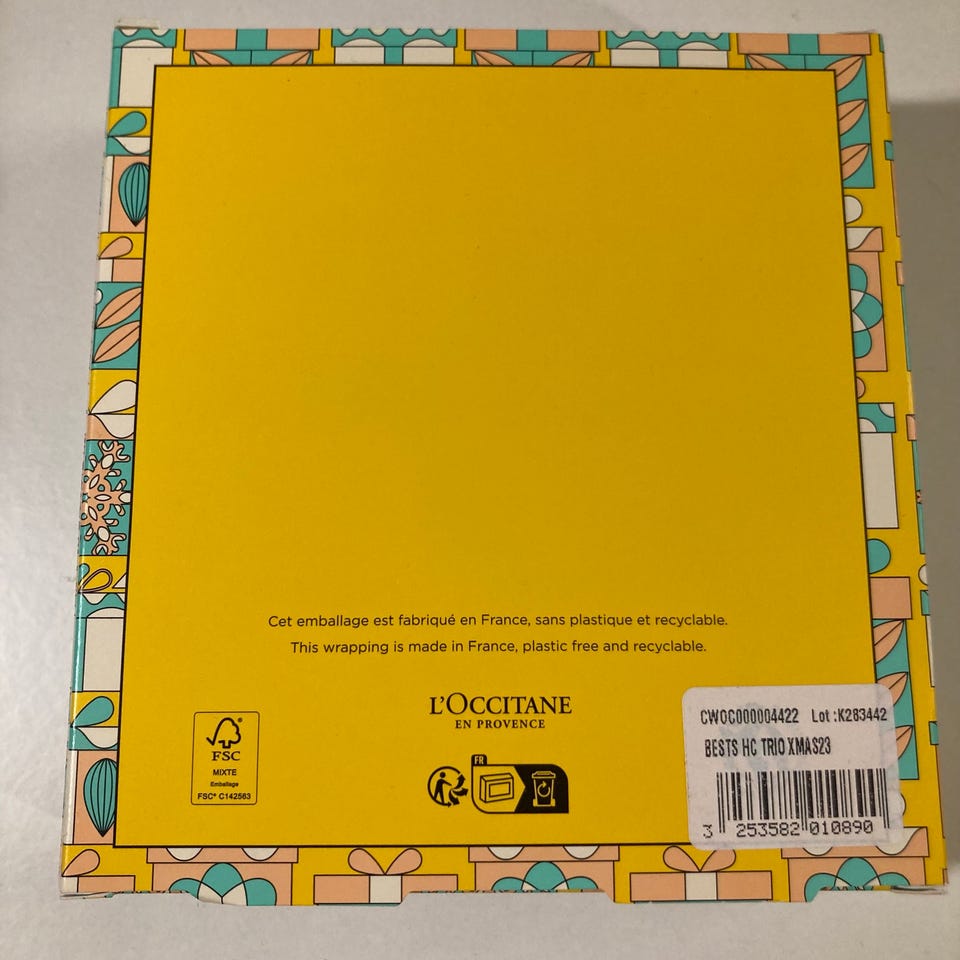 Cet emballage est fabriqué en France, sans plastique et recyclable.
This wrapping is made in France, plastic free and recyclable.
L'OCCITANE
EN PROVENCE
FSC
MIXTE
Emballage
FSC® C142563
FR
CWOC000004422 Lot :K283442
BESTS HC TRIO XMAS23
3 253582 010890